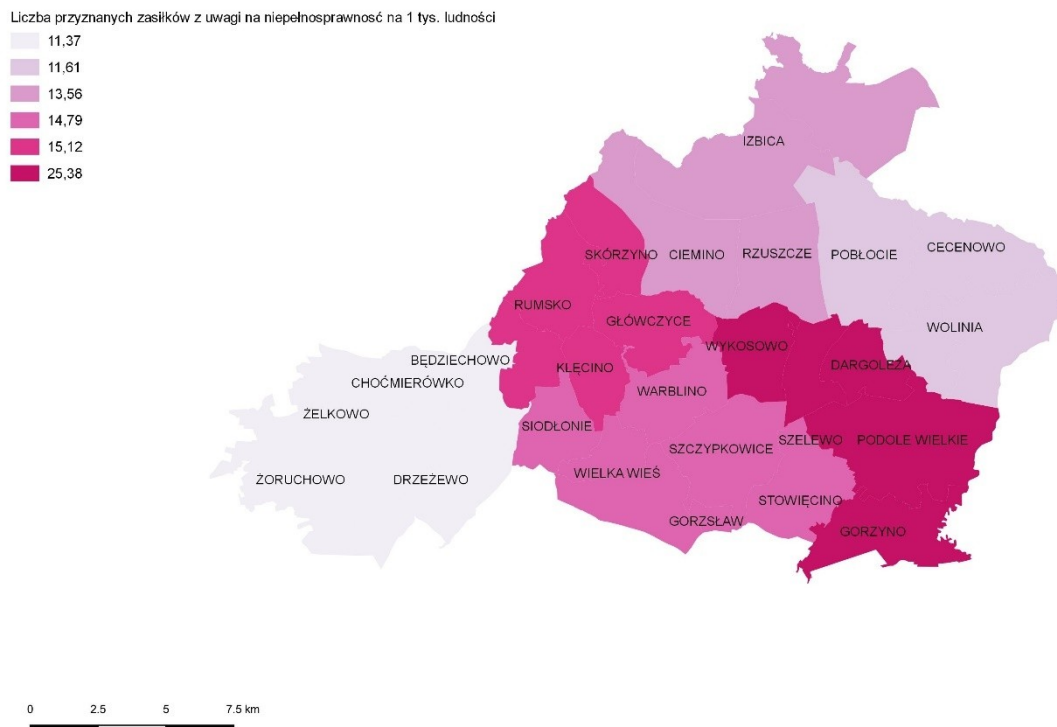 Liczba przyznanych zasiłków z uwagi na niepełnosprawność na 1 tys. ludności
11,37
11,61
13,56
14,79
15,12
25,38
IZBICA
SKÓRZYNO
CIEMINO
RZUSZCZE
POBŁOCIE
CECENOWO
RUMSKO
GŁÓWCZYCE
WOLINIA
WYKOSOWO
BĘDZIECHOWO
KLĘCINO
DARGOLEZA
CHOĆMIERÓWKO
WARBLINO
ŻELKOWO
SIODŁONIE
SZCZYPKOWICE
SZELEWO
PODOLE WIELKIE
ŻORUCHOWO
DRZEŻEWO
WIELKA WIEŚ
STOWIĘCINO
GORZSŁAW
GORZYNO
0 2.5 5 7.5 km